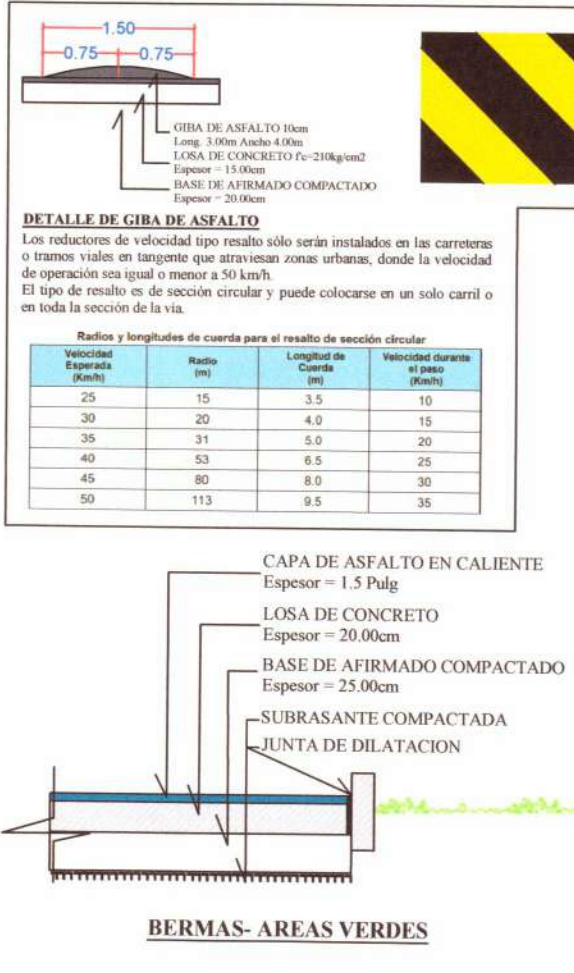 1.50
0.75 0.75
GIBA DE ASFALTO 10cm
Long. 3.00m Ancho 4.00m
LOSA DE CONCRETO f'c=210kg/cm2
Espesor = 15.00cm
BASE DE AFIRMADO COMPACTADO
Espesor = 20.00cm
DETALLE DE GIBA DE ASFALTO
Los reductores de velocidad tipo resalto sólo serán instalados en las carreteras
o tramos viales en tangente que atraviesan zonas urbanas, donde la velocidad
de operación sea igual o menor a 50 km/h.
El tipo de resalto es de sección circular y puede colocarse en un solo carril o
en toda la sección de la vía.
Radios y longitudes de cuerda para el resalto de sección circular
Velocidad Esperada (Km/h) Radio (m) Longitud de Cuerda (m) Velocidad durante el paso (Km/h)
25 15 3.5 10
30 20 4.0 15
35 31 5.0 20
40 53 6.5 25
45 80 8.0 30
50 113 9.5 35
CAPA DE ASFALTO EN CALIENTE
Espesor = 1.5 Pulg
LOSA DE CONCRETO
Espesor = 20.00cm
BASE DE AFIRMADO COMPACTADO
Espesor = 25.00cm
SUBRASANTE COMPACTADA
JUNTA DE DILATACION
BERMAS- AREAS VERDES